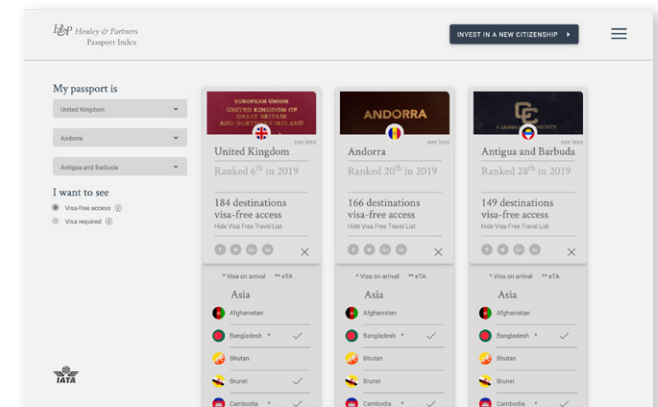 H&P Henley & Partners
Passport Index
INVEST IN A NEW CITIZENSHIP
My passport is
United Kingdom
Andorra
Antigua and Barbuda
I want to see
Visa-free access
Visa required
IATA
EUROPEAN UNION
UNITED KINGDOM OF
GREAT BRITAIN
AND NORTHERN IRELAND
see less
United Kingdom
Ranked 6th in 2019
184 destinations
visa-free access
Hide Visa Free Travel List
* Visa on arrival ** eTA
Asia
Afghanistan
Bangladesh *
Bhutan
Brunei
Cambodia *
ANDORRA
see less
Andorra
Ranked 20th in 2019
166 destinations
visa-free access
Hide Visa Free Travel List
* Visa on arrival ** eTA
Asia
Afghanistan
Bangladesh *
Bhutan
Brunei
Cambodia *
see less
Antigua and Barbuda
Ranked 28th in 2019
149 destinations
visa-free access
Hide Visa Free Travel List
* Visa on arrival ** eTA
Asia
Afghanistan
Bangladesh *
Bhutan
Brunei
Cambodia *